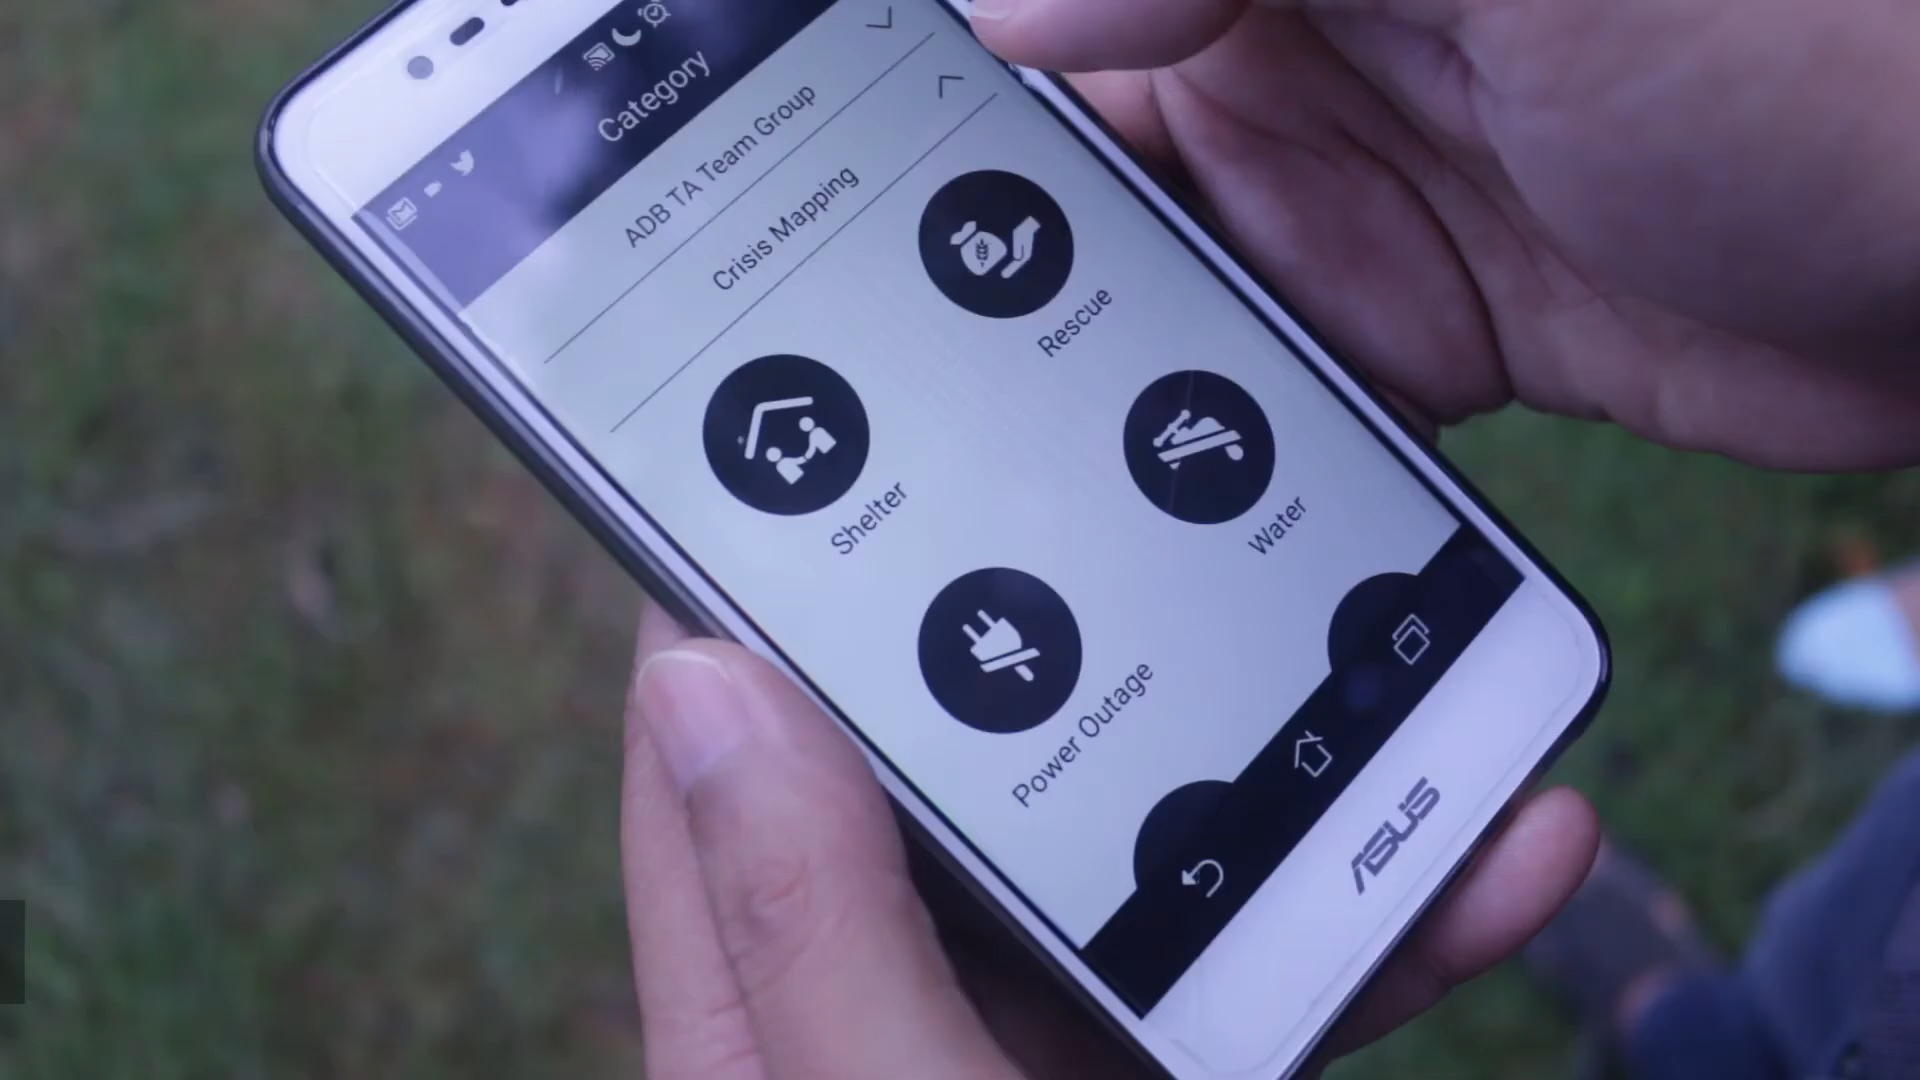 Category
ADB TA Team Group
Crisis Mapping
Shelter
Rescue
Power Outage
Water
ASUS